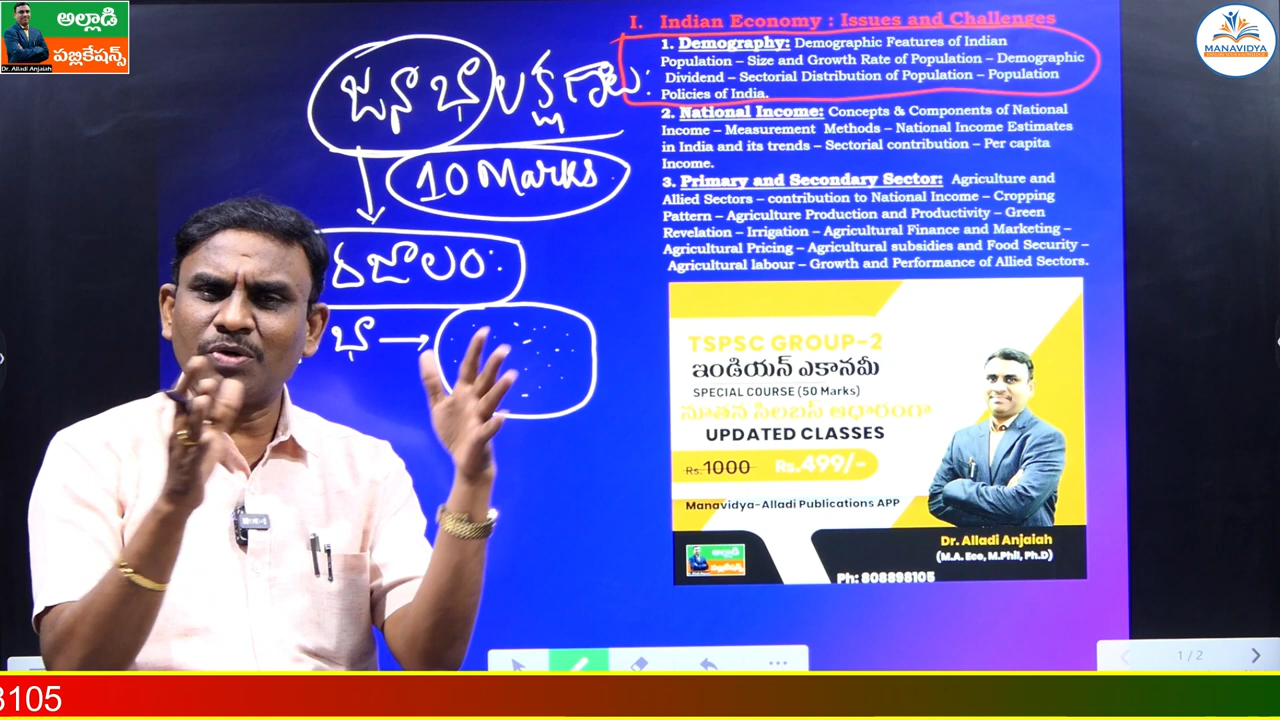 అల్లాడి
పబ్లికేషన్స్
Dr. Alladi Anjaiah
MANAVIDYA
జనాభా లక్షణాలు:
10 Marks
భా →
I. Indian Economy : Issues and Challenges
1. Demography: Demographic Features of Indian
Population – Size and Growth Rate of Population – Demographic
Dividend – Sectorial Distribution of Population – Population
Policies of India.
2. National Income: Concepts & Components of National
Income – Measurement Methods – National Income Estimates
in India and its trends – Sectorial contribution – Per capita
Income.
3. Primary and Secondary Sector: Agriculture and
Allied Sectors – contribution to National Income – Cropping
Pattern – Agriculture Production and Productivity – Green
Revelation – Irrigation – Agricultural Finance and Marketing –
Agricultural Pricing – Agricultural subsidies and Food Security –
Agricultural labour – Growth and Performance of Allied Sectors.
TSPSC GROUP-2
ఇండియన్ ఎకానమీ
SPECIAL COURSE (50 Marks)
నూతన సిలబస్ ఆధారంగా
UPDATED CLASSES
Rs.1000 Rs.499/-
Manavidya-Alladi Publications APP
Dr. Alladi Anjaiah
(M.A. Eco, M.Phil, Ph.D)
అల్లాడి
పబ్లికేషన్స్
Ph: 808898105
1 / 2
8105